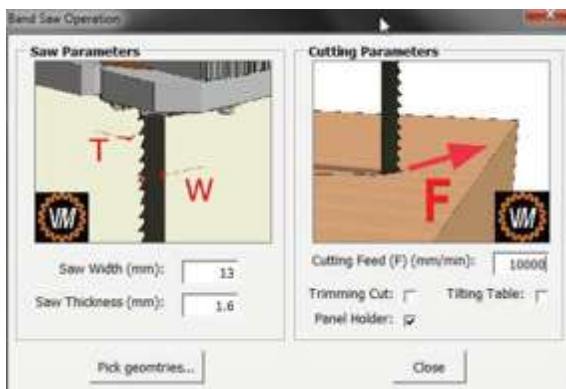 Band Saw Operation
Saw Parameters
T
W
VM
Saw Width (mm): 13
Saw Thickness (mm): 1.6
Cutting Parameters
F
VM
Cutting Feed (F) (mm/min): 10000
Trimming Cut: Tilting Table:
Panel Holder:
Pick geomtries...
Close